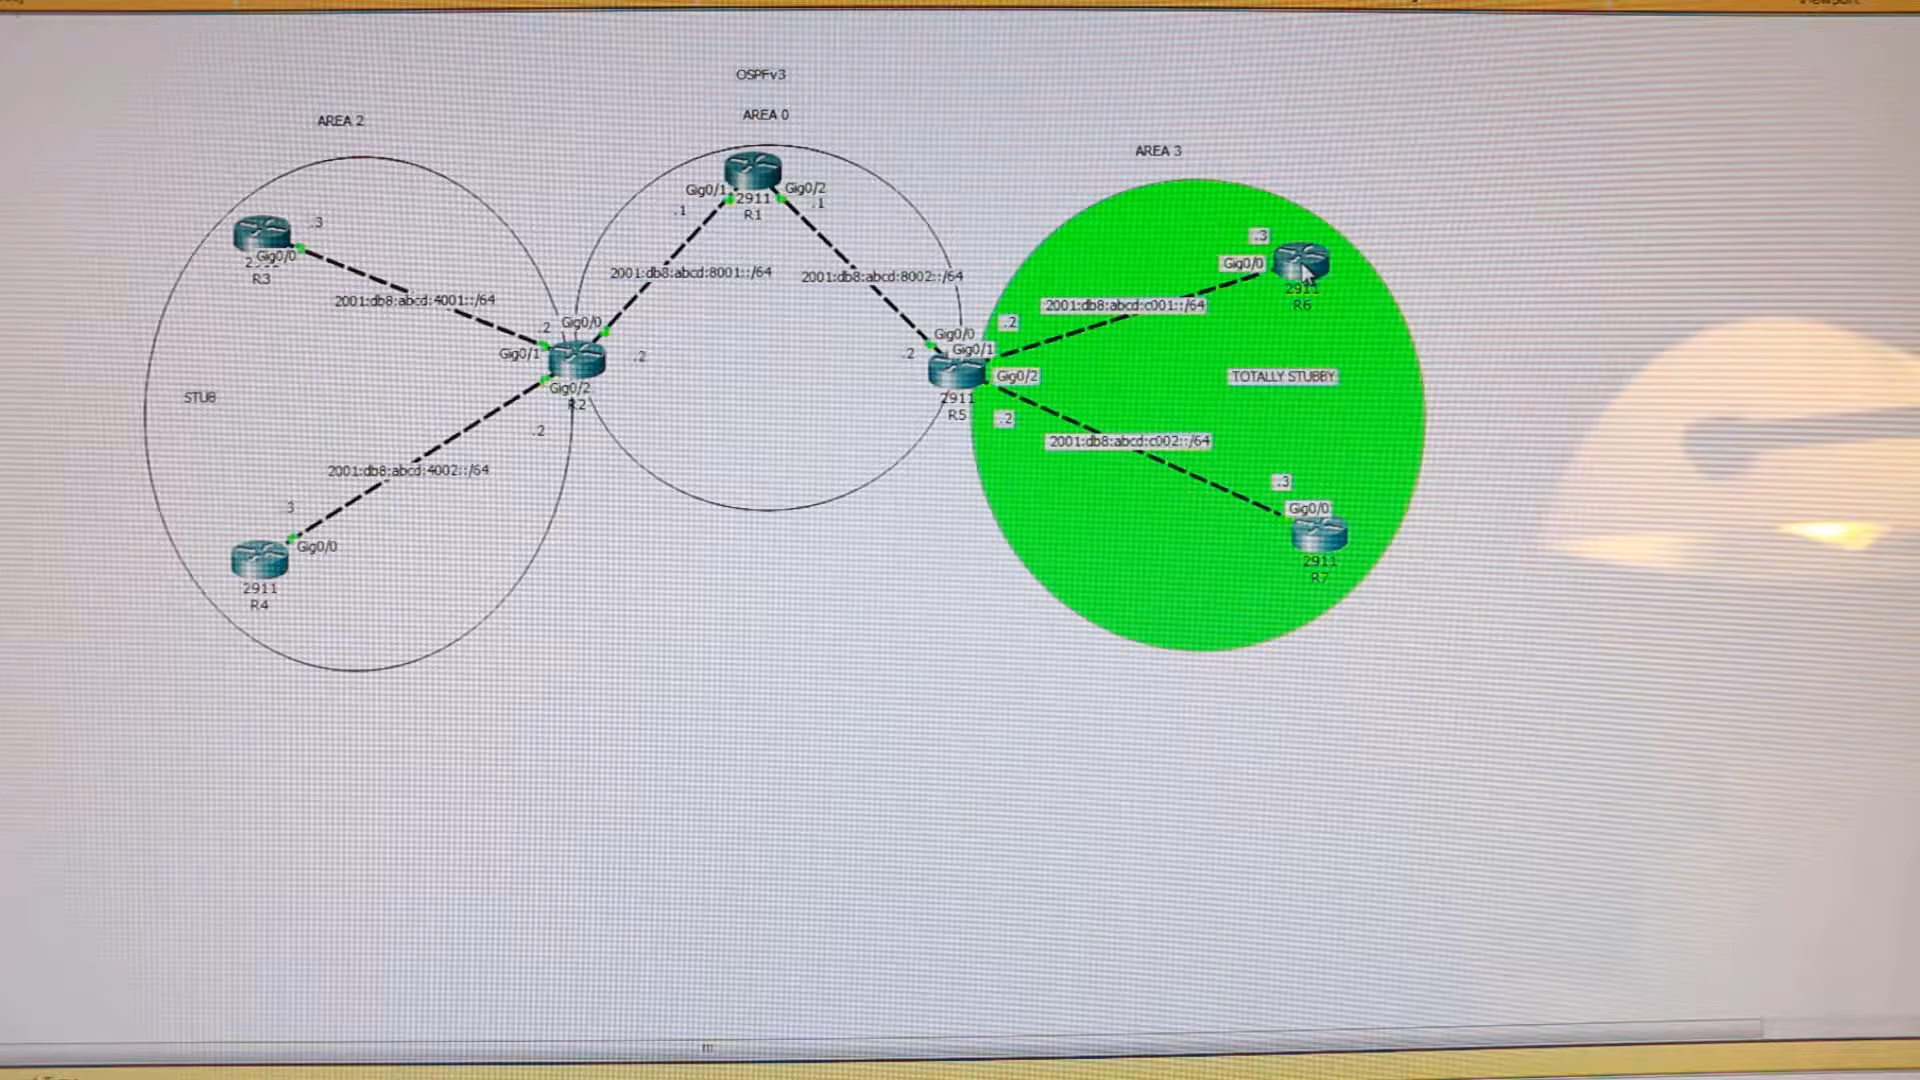 OSPFv3
AREA 0
AREA 2
AREA 3
Gig0/1
Gig0/2
.1
2911
.1
R1
.3
Gig0/0
R3
2001:db8:abcd:4001::/64
2001:db8:abcd:8001::/64
2001:db8:abcd:8002::/64
.2
Gig0/0
Gig0/1
.2
Gig0/2
R2
.2
STUB
2001:db8:abcd:4002::/64
3
Gig0/0
2911
R4
Gig0/0
.2
Gig0/1
Gig0/2
2911
R5
.2
.2
.3
Gig0/0
2911
R6
2001:db8:abcd:c001::/64
TOTALLY STUBBY
2001:db8:abcd:c002::/64
.3
Gig0/0
2911
R7